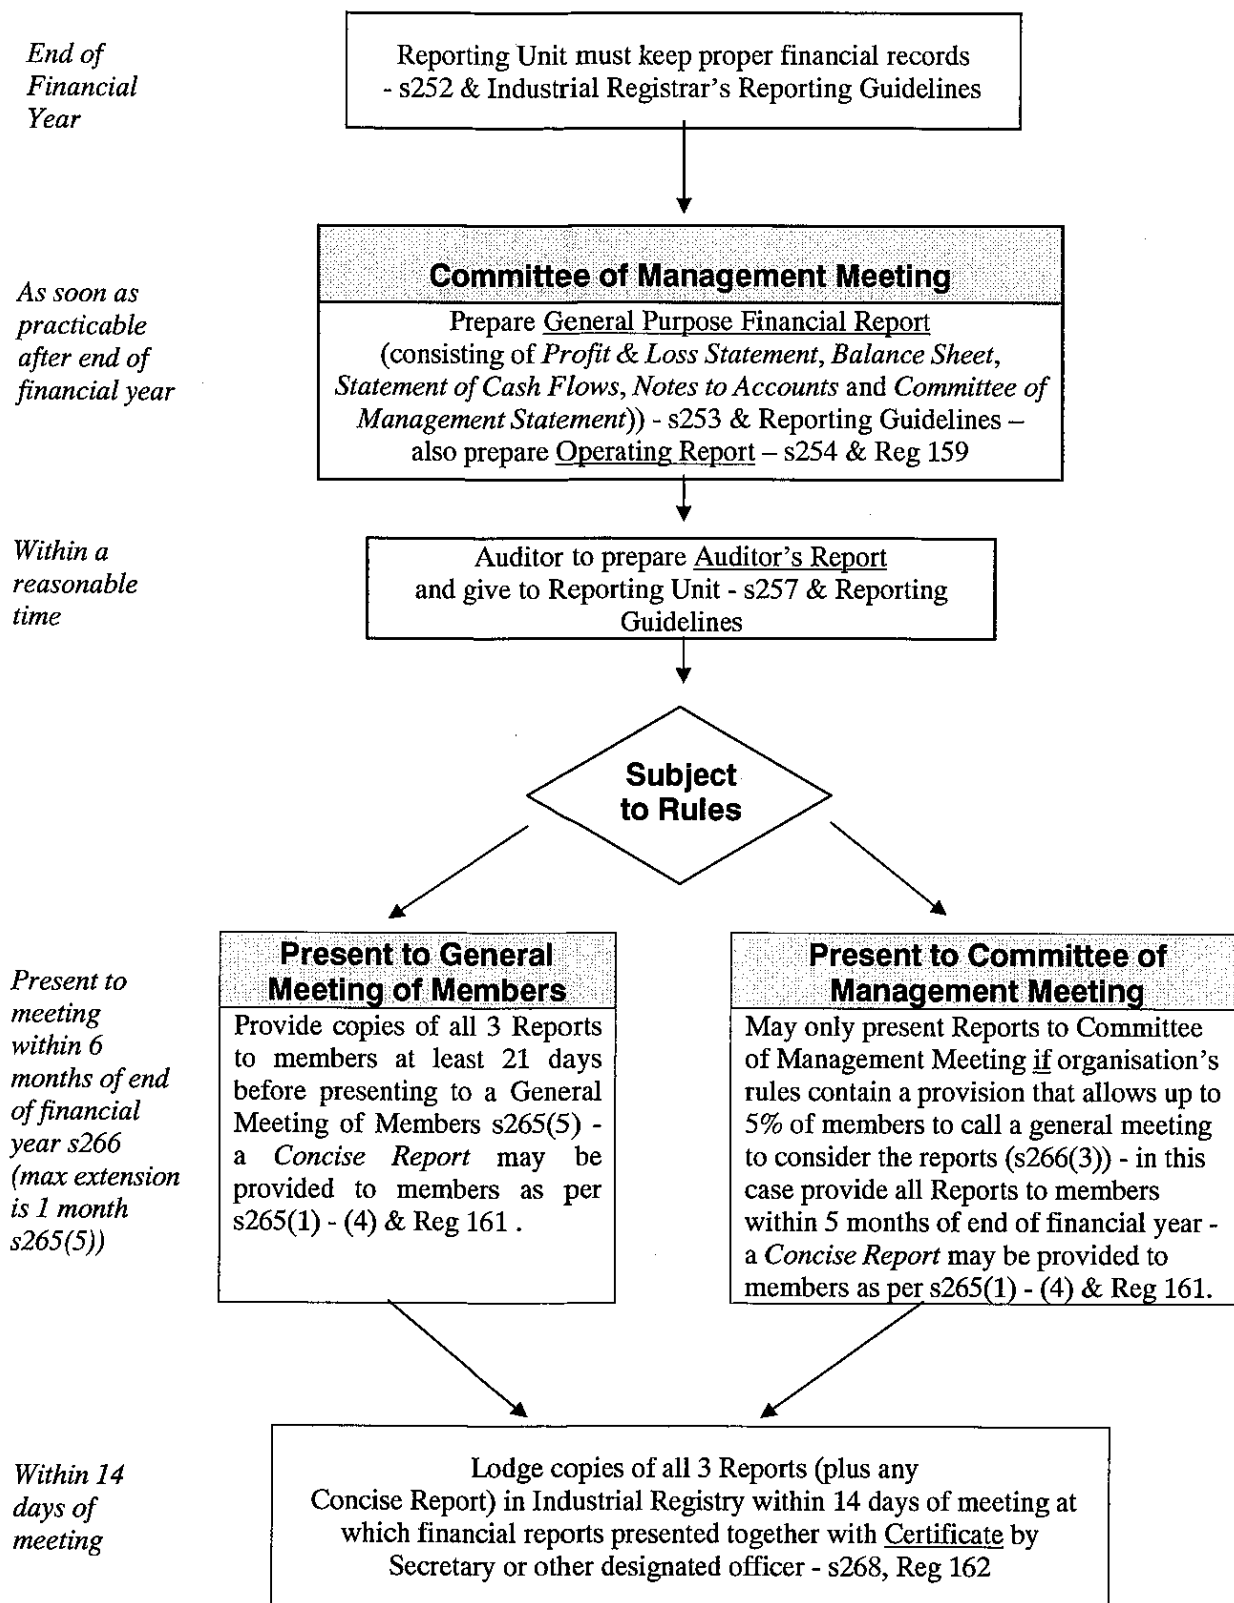 End of
Financial
Year
Reporting Unit must keep proper financial records
- s252 & Industrial Registrar's Reporting Guidelines
As soon as
practicable
after end of
financial year
Committee of Management Meeting
Prepare General Purpose Financial Report
(consisting of Profit & Loss Statement, Balance Sheet,
Statement of Cash Flows, Notes to Accounts and Committee of
Management Statement)) - s253 & Reporting Guidelines –
also prepare Operating Report – s254 & Reg 159
Within a
reasonable
time
Auditor to prepare Auditor's Report
and give to Reporting Unit - s257 & Reporting
Guidelines
Subject
to Rules
Present to
meeting
within 6
months of end
of financial
year s266
(max extension
is 1 month
s265(5))
Present to General
Meeting of Members
Provide copies of all 3 Reports
to members at least 21 days
before presenting to a General
Meeting of Members s265(5) -
a Concise Report may be
provided to members as per
s265(1) - (4) & Reg 161 .
Present to Committee of
Management Meeting
May only present Reports to Committee
of Management Meeting if organisation's
rules contain a provision that allows up to
5% of members to call a general meeting
to consider the reports (s266(3)) - in this
case provide all Reports to members
within 5 months of end of financial year -
a Concise Report may be provided to
members as per s265(1) - (4) & Reg 161.
Within 14
days of
meeting
Lodge copies of all 3 Reports (plus any
Concise Report) in Industrial Registry within 14 days of meeting at
which financial reports presented together with Certificate by
Secretary or other designated officer - s268, Reg 162